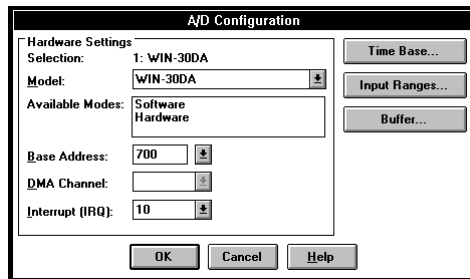 A/D Configuration
Hardware Settings
Selection: 1: WIN-30DA
Model: WIN-30DA
Available Modes: Software
Hardware
Base Address: 700
DMA Channel:
Interrupt (IRQ): 10
Time Base...
Input Ranges...
Buffer...
OK Cancel Help